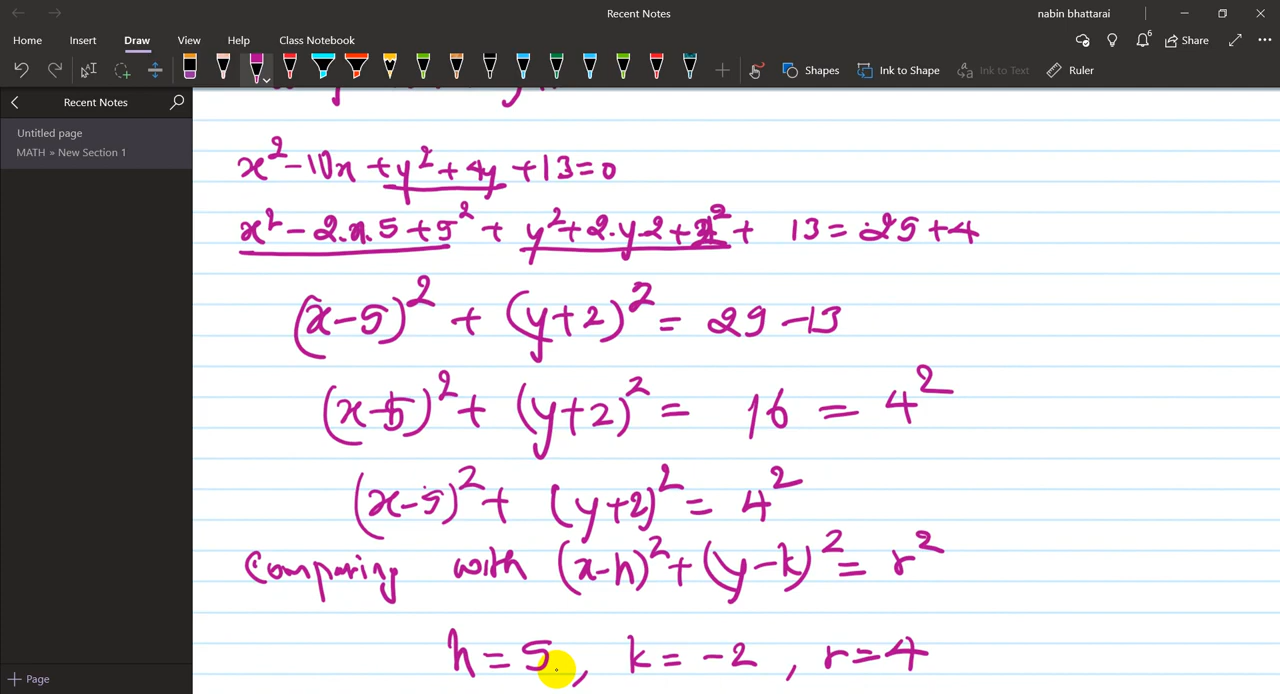 Recent Notes
nabin bhattarai
Home Insert Draw View Help Class Notebook
6 Share
Shapes Ink to Shape Ink to Text Ruler
Recent Notes
Untitled page
MATH » New Section 1
x² - 10x + y² + 4y + 13 = 0
x² - 2.x.5 + 5² + y² + 2.y.2 + 2² + 13 = 25 + 4
(x-5)² + (y+2)² = 29 - 13
(x-5)² + (y+2)² = 16 = 4²
(x-5)² + (y+2)² = 4²
Comparing with (x-h)² + (y-k)² = r²
h = 5, k = -2, r = 4
+ Page